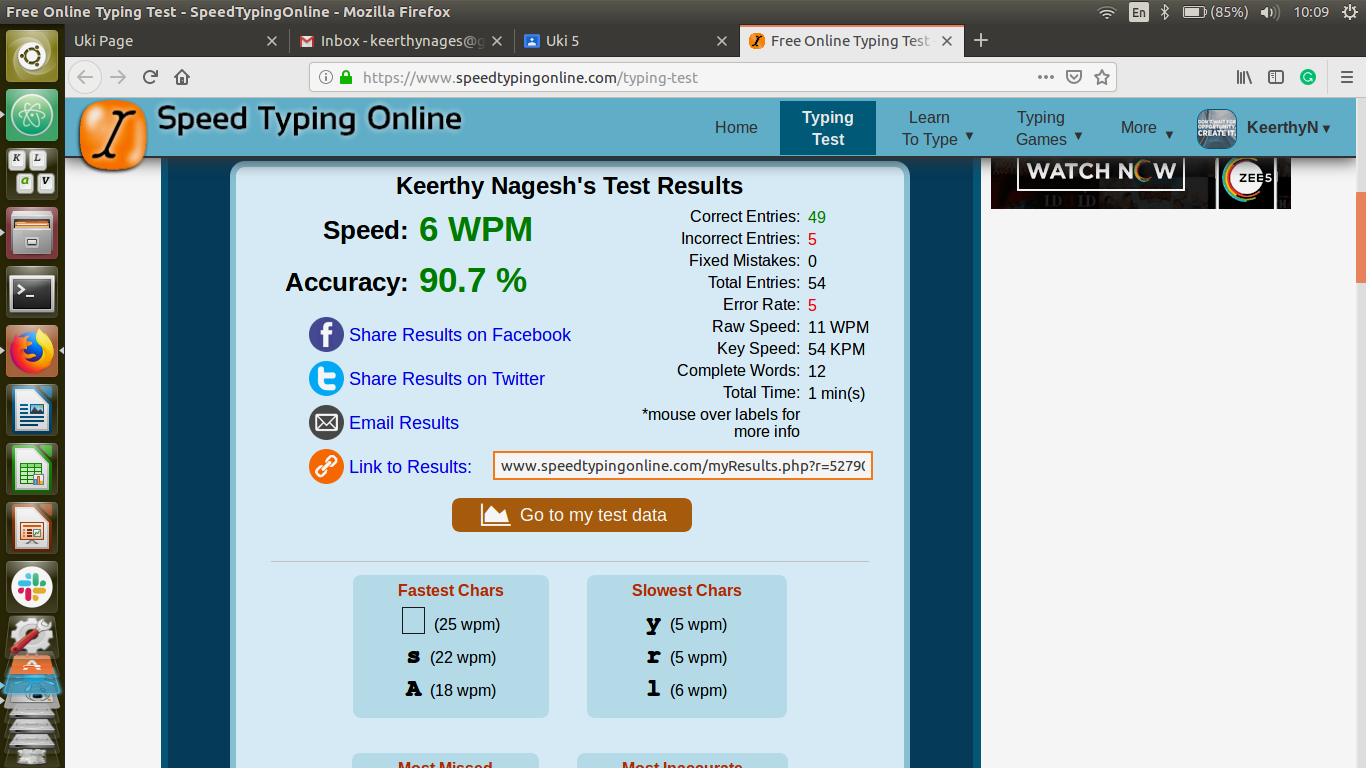 Free Online Typing Test - SpeedTypingOnline - Mozilla Firefox
En
(85%)
10:09
Uki Page
Inbox - keerthynages@g
Uki 5
Free Online Typing Test
https://www.speedtypingonline.com/typing-test
Speed Typing Online
Home
Typing
Test
Learn
To Type
Typing
Games
More
DON'T WAIT FOR
OPPORTUNITY.
CREATE IT.
KeerthyN
WATCH NOW
ZEE5
Keerthy Nagesh's Test Results
Speed: 6 WPM
Accuracy: 90.7 %
Correct Entries: 49
Incorrect Entries: 5
Fixed Mistakes: 0
Total Entries: 54
Error Rate: 5
Raw Speed: 11 WPM
Key Speed: 54 KPM
Complete Words: 12
Total Time: 1 min(s)
*mouse over labels for
more info
Share Results on Facebook
Share Results on Twitter
Email Results
Link to Results: www.speedtypingonline.com/myResults.php?r=5279
Go to my test data
Fastest Chars
(25 wpm)
s (22 wpm)
A (18 wpm)
Slowest Chars
y (5 wpm)
r (5 wpm)
l (6 wpm)
Most Missed
Most Inaccurate
K L
a v